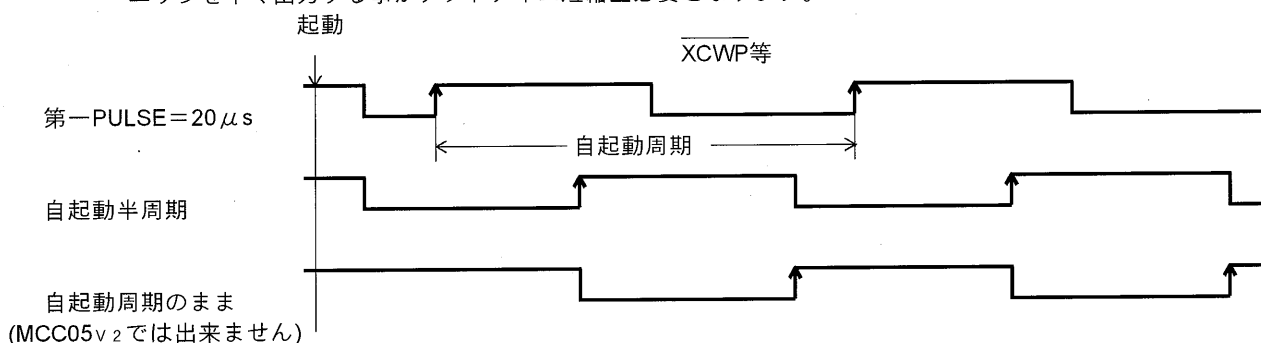 起動
XCWP等
第一PULSE=20μs
自起動周期
自起動半周期
自起動周期のまま
(MCC05v2では出来ません)